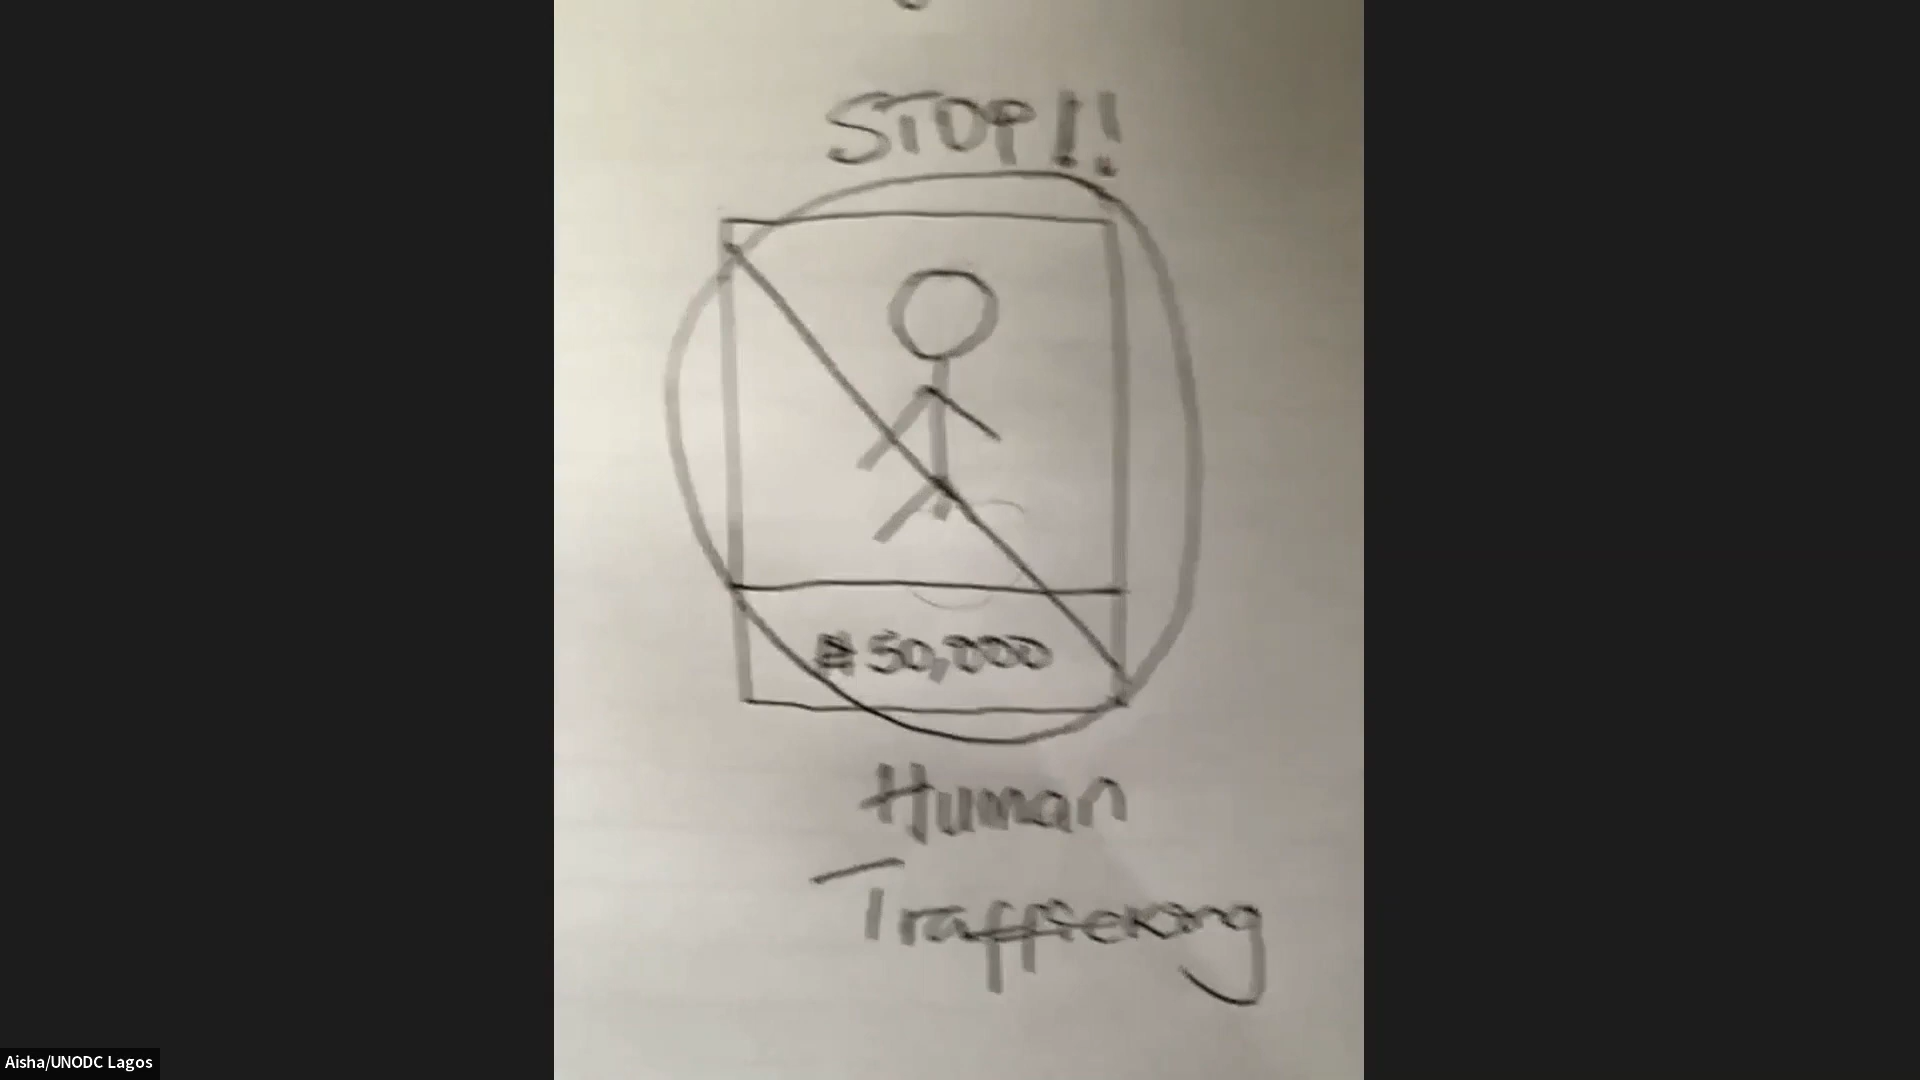 STOP!!
₦50,000
Human
Trafficking
Aisha/UNODC Lagos